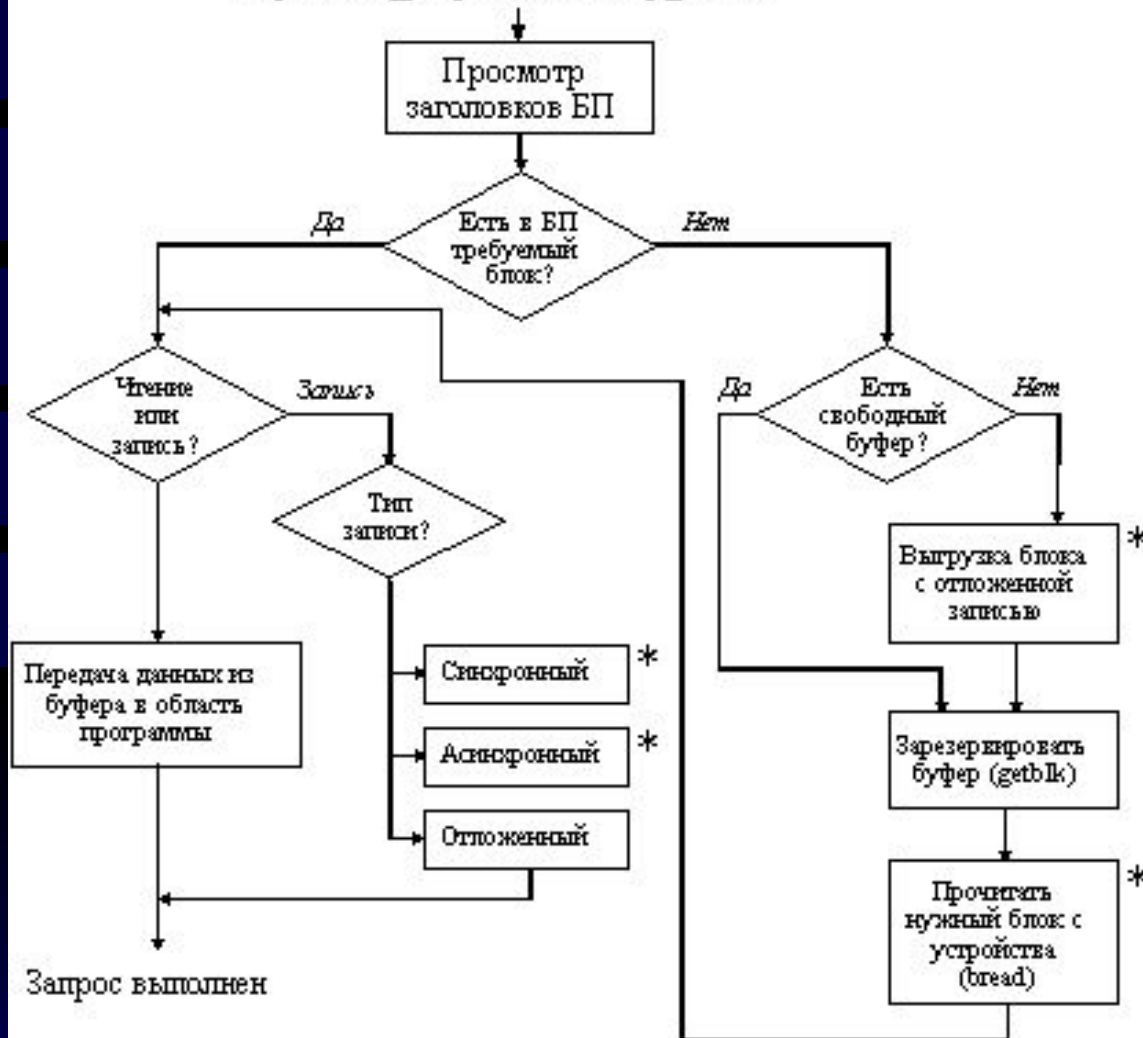 Просмотр
заголовков БП
Есть в БП
требуемый
блок?
Да
Нет
Чтение
или
запись?
Запись
Тип
записи?
Есть
свободный
буфер?
Да
Нет
Выгрузка блока
с отложенной
записью
*
Передача данных из
буфера в область
программы
Синхронный
*
Асинхронный
*
Отложенный
Зарезервировать
буфер (getblk)
Прочитать
нужный блок с
устройства
(bread)
*
Запрос выполнен